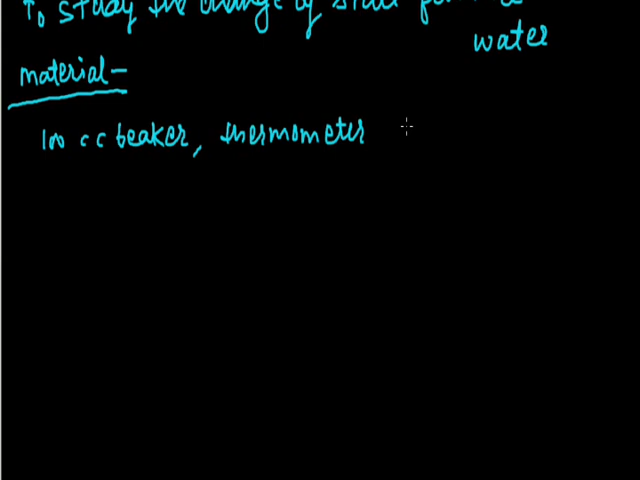 To study the change of state
water
material-
100 cc beaker, thermometer